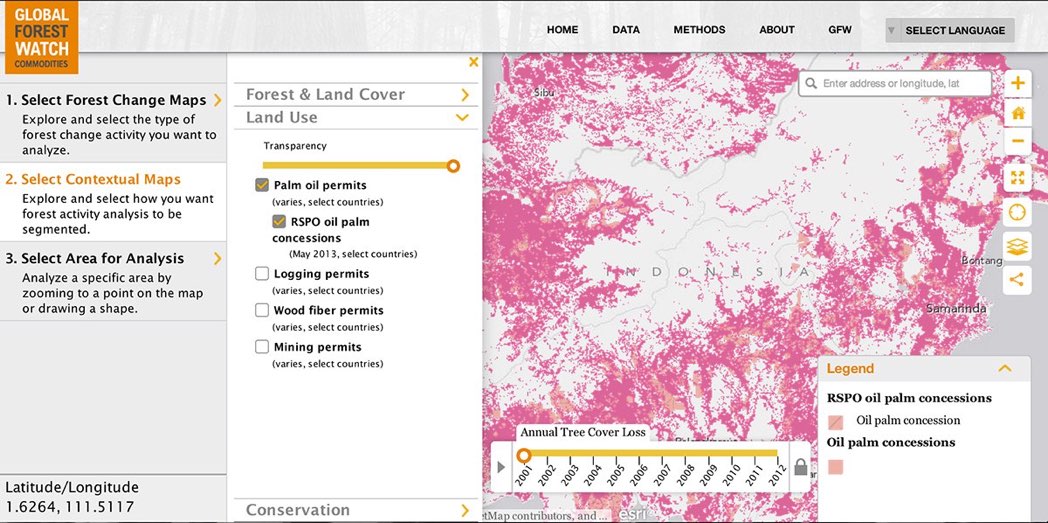 GLOBAL
FOREST
WATCH
COMMODITIES
HOME DATA METHODS ABOUT GFW SELECT LANGUAGE
1. Select Forest Change Maps
Explore and select the type of
forest change activity you want to
analyze.
2. Select Contextual Maps
Explore and select how you want
forest activity analysis to be
segmented.
3. Select Area for Analysis
Analyze a specific area by
zooming to a point on the map
or drawing a shape.
Latitude/Longitude
1.6264, 111.5117
Forest & Land Cover
Land Use
Transparency
Palm oil permits
(varies, select countries)
RSPO oil palm
concessions
(May 2013, select countries)
Logging permits
(varies, select countries)
Wood fiber permits
(varies, select countries)
Mining permits
(varies, select countries)
Conservation
Enter address or longitude, lat
Sibu
INDONESIA
Bontang
Samarinda
Legend
RSPO oil palm concessions
Oil palm concession
Oil palm concessions
Annual Tree Cover Loss
2001 2002 2003 2004 2005 2006 2007 2008 2009 2010 2011 2012
etMap contributors, and ... esri